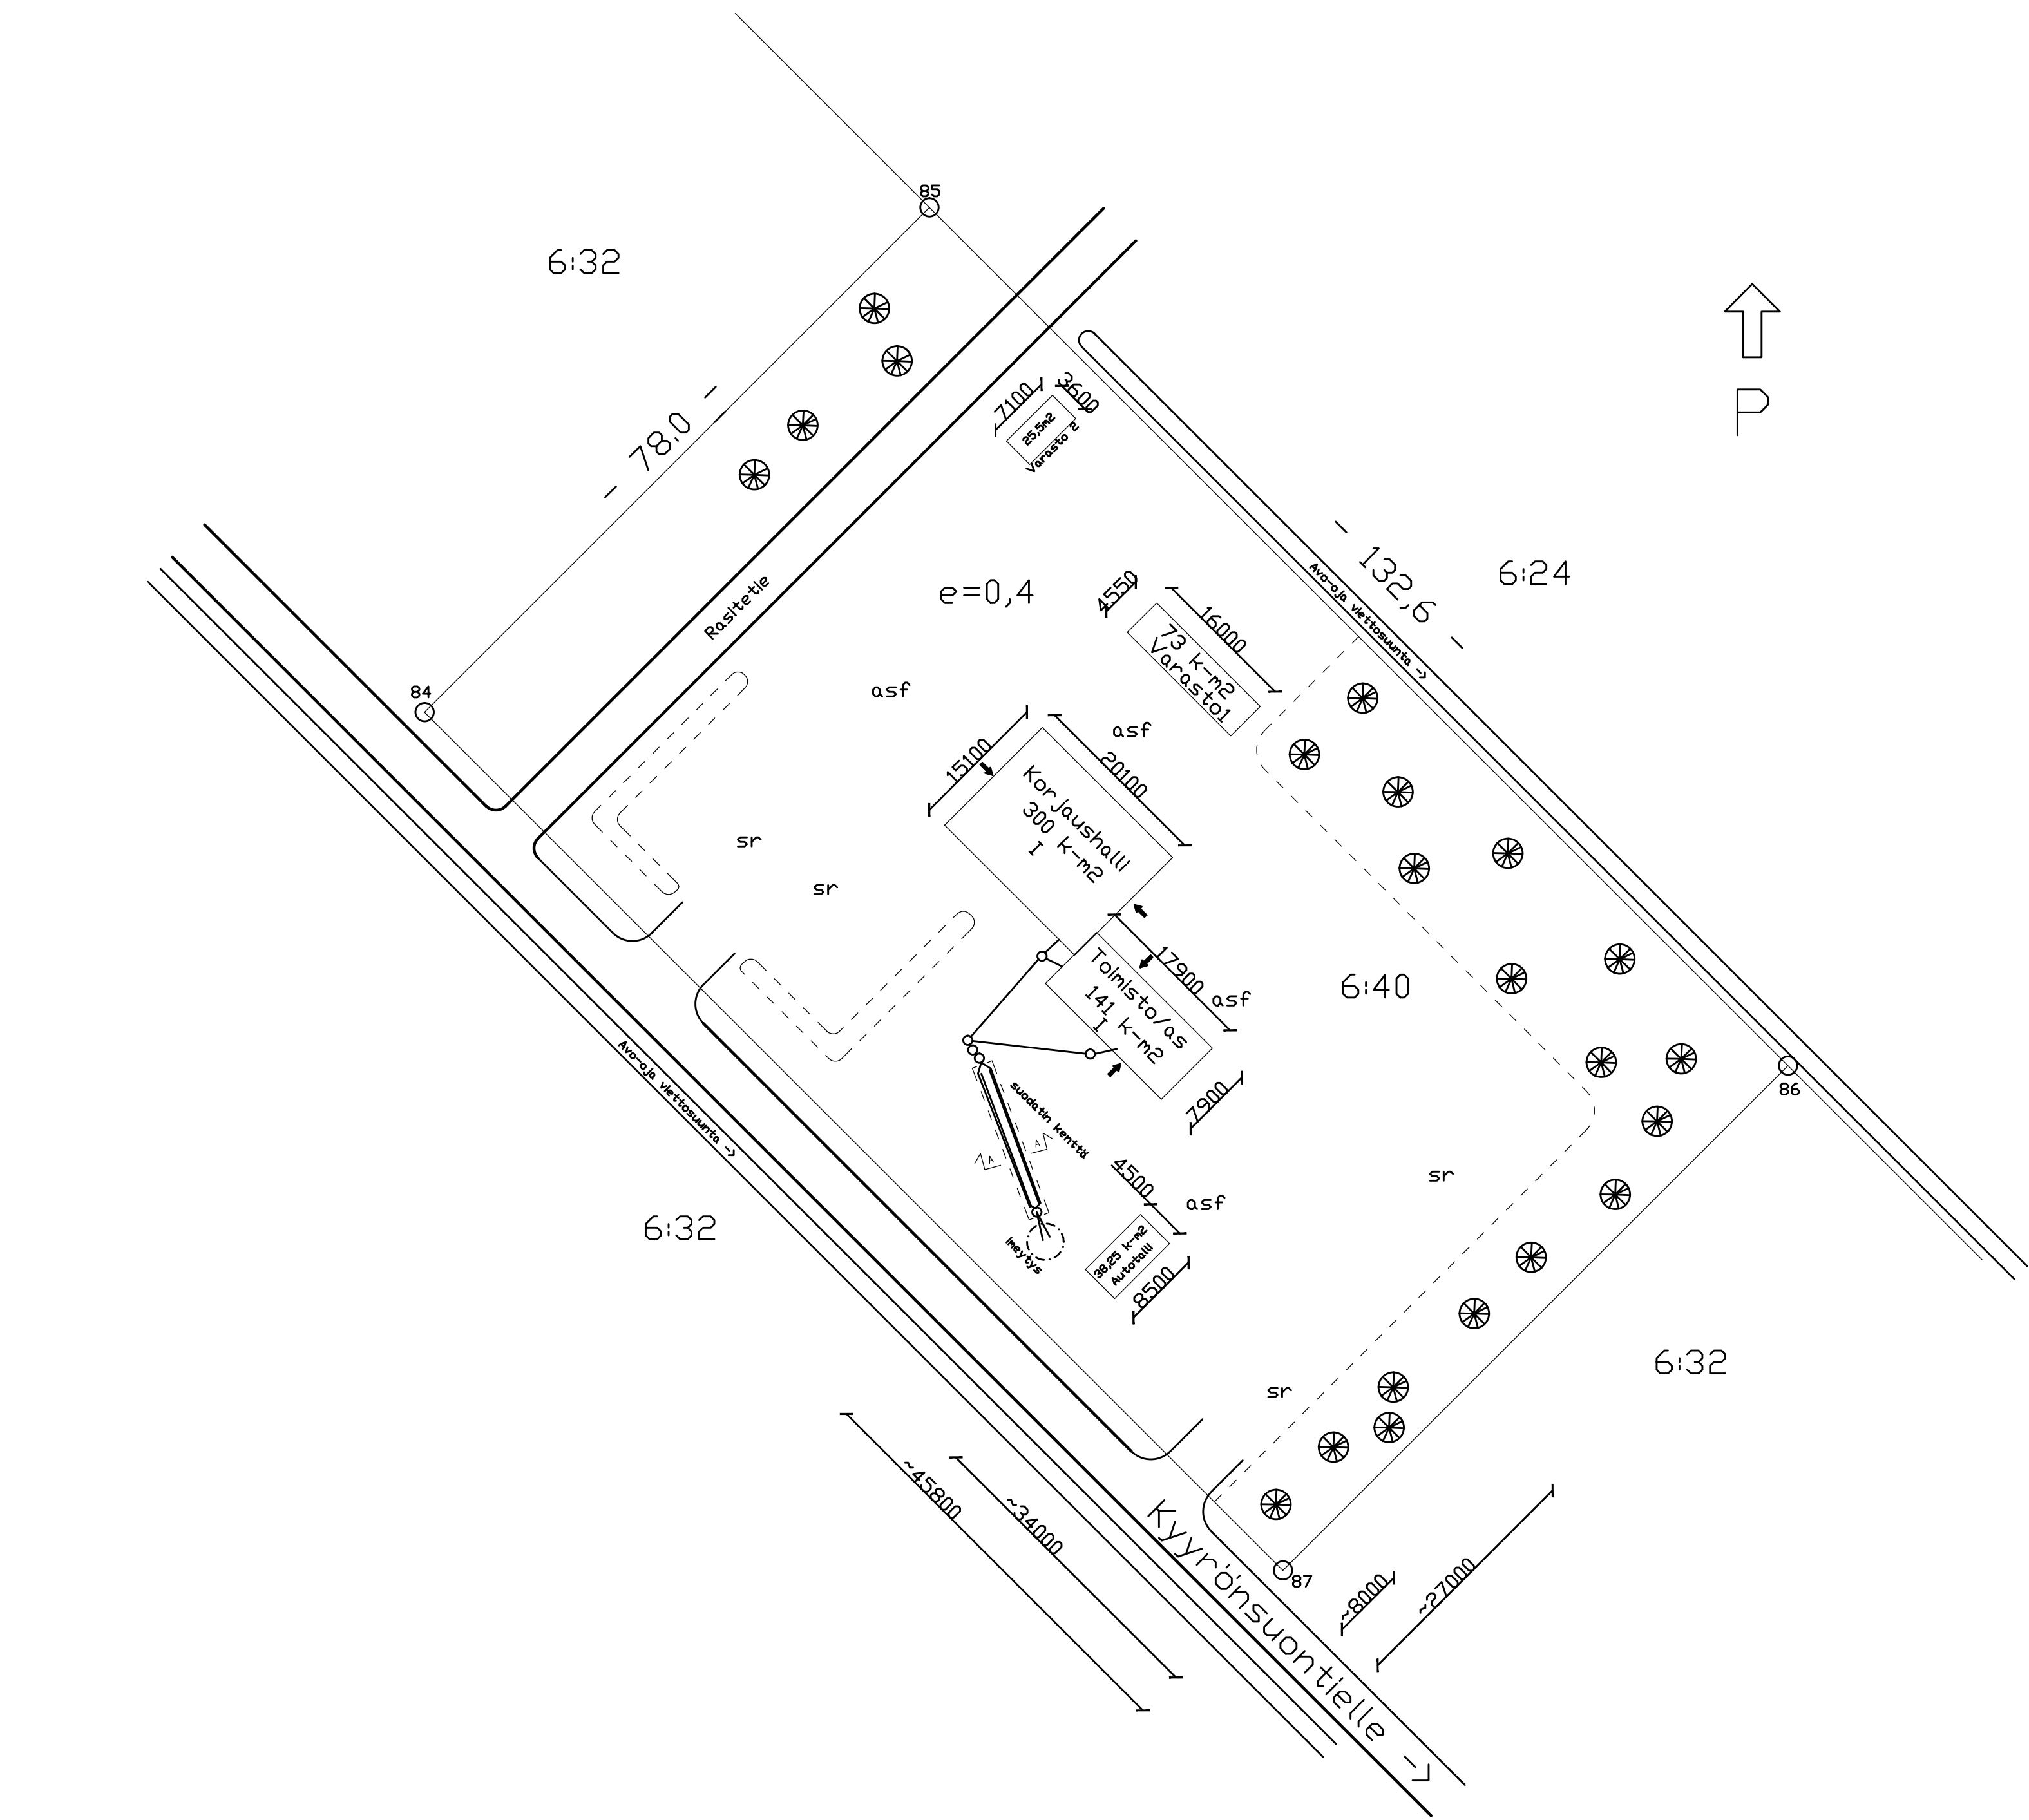 85
6:32
P
7100
3600
25,5m2
Varasto 2
- 78.0 -
- 132,6 -
6:24
Avo-oja viettosuunta ->
Rasitetie
e=0,4
4550
16000
73 k-m2
Varasto1
84
asf
asf
15100
20100
Korjaushalli
300 k-m2
I
sr
sr
17900
Toimisto/as
141 k-m2
I
asf
6:40
7900
86
Avo-oja viettosuunta ->
suodatin kenttä
A
A
4500
asf
sr
6:32
imeytys
38,25 k-m2
Autotalli
8500
6:32
sr
~45800
~34000
Kyyrönsuontielle ->
87
~8000
~27000